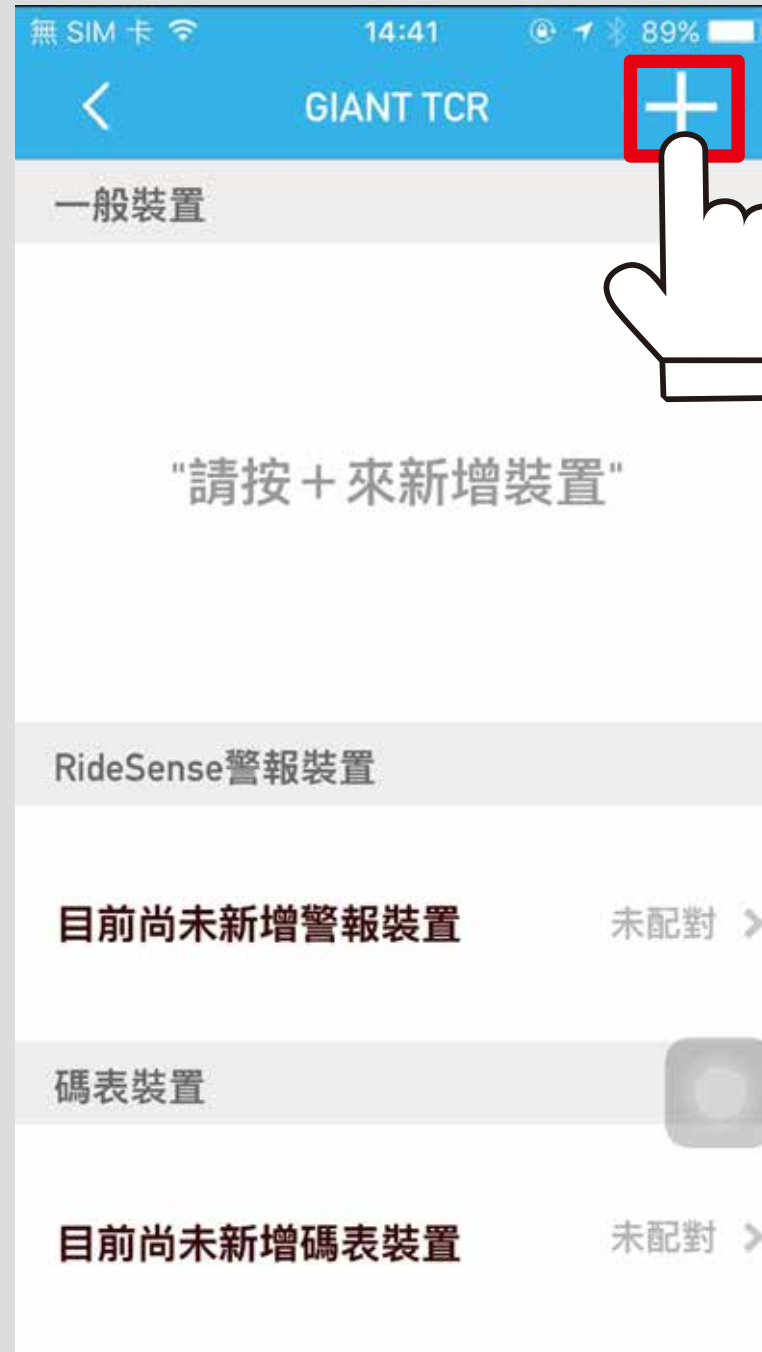 無 SIM 卡 14:41 89%
GIANT TCR
一般裝置
"請按＋來新增裝置"
RideSense警報裝置
目前尚未新增警報裝置 未配對
碼表裝置
目前尚未新增碼表裝置 未配對